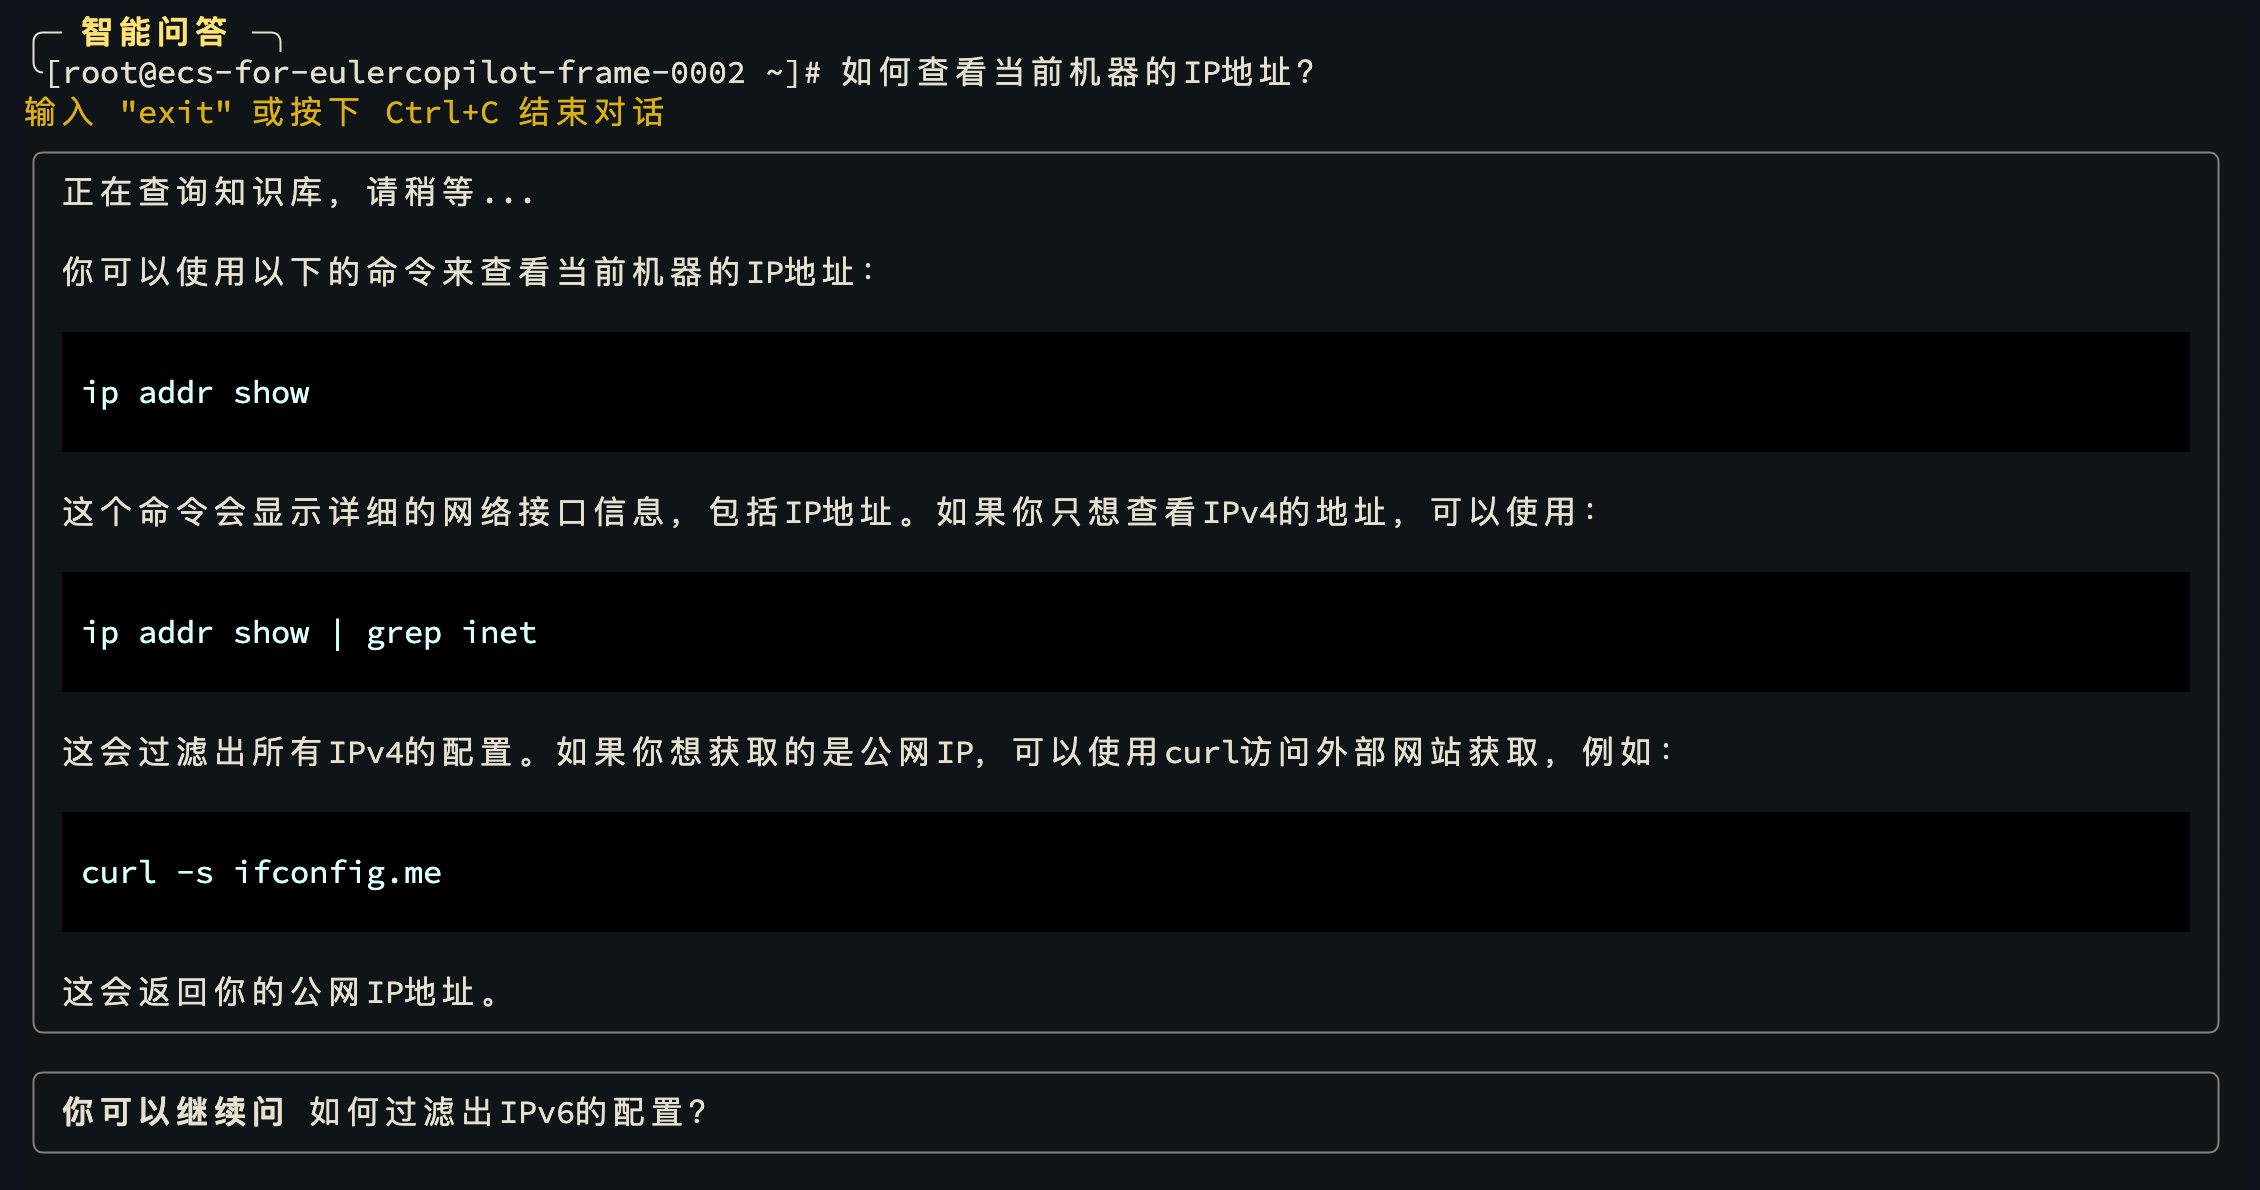 智能问答
[root@ecs-for-eulercopilot-frame-0002 ~]# 如何查看当前机器的IP地址?
输入 "exit" 或按下 Ctrl+C 结束对话
正在查询知识库，请稍等...
你可以使用以下的命令来查看当前机器的IP地址：
ip addr show
这个命令会显示详细的网络接口信息，包括IP地址。如果你只想查看IPv4的地址，可以使用：
ip addr show | grep inet
这会过滤出所有IPv4的配置。如果你想获取的是公网IP，可以使用curl访问外部网站获取，例如：
curl -s ifconfig.me
这会返回你的公网IP地址。
你可以继续问 如何过滤出IPv6的配置?